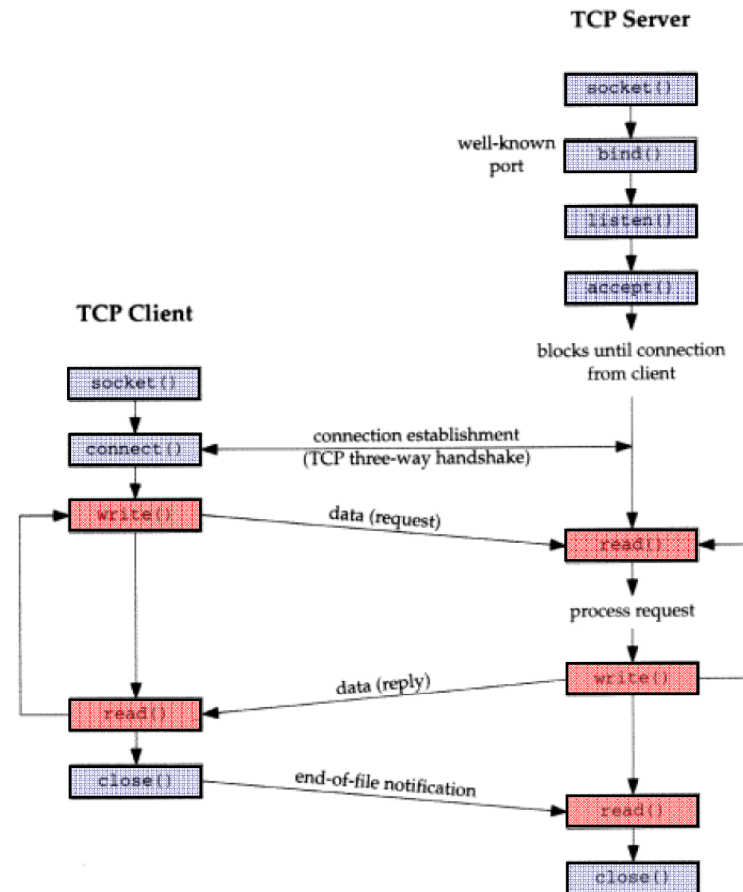 TCP Server
socket()
well-known
port
bind()
listen()
accept()
blocks until connection
from client
TCP Client
socket()
connect()
connection establishment
(TCP three-way handshake)
write()
data (request)
read()
process request
write()
data (reply)
read()
close()
end-of-file notification
read()
close()